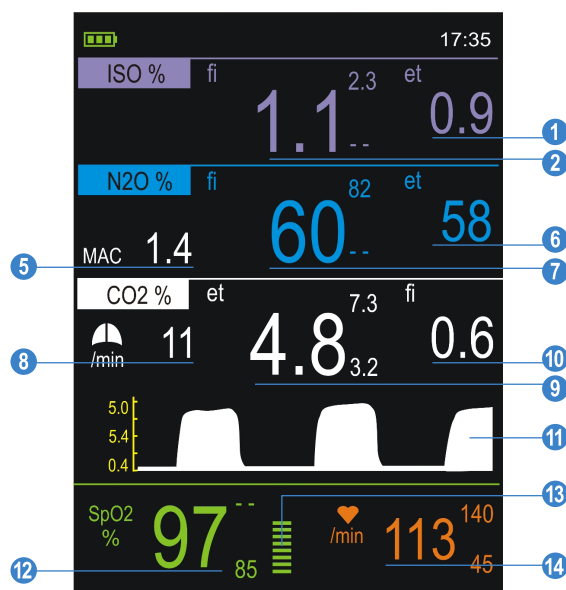 17:35
ISO % fi 1.1 2.3 -- et 0.9
1
2
N2O % fi 60 82 -- et 58
MAC 1.4
5
6
7
CO2 % et 4.8 7.3 3.2 fi 0.6
/min 11
8
10
9
5.0
5.4
0.4
11
13
SpO2 % 97 -- 85
/min 113 140 45
12
14